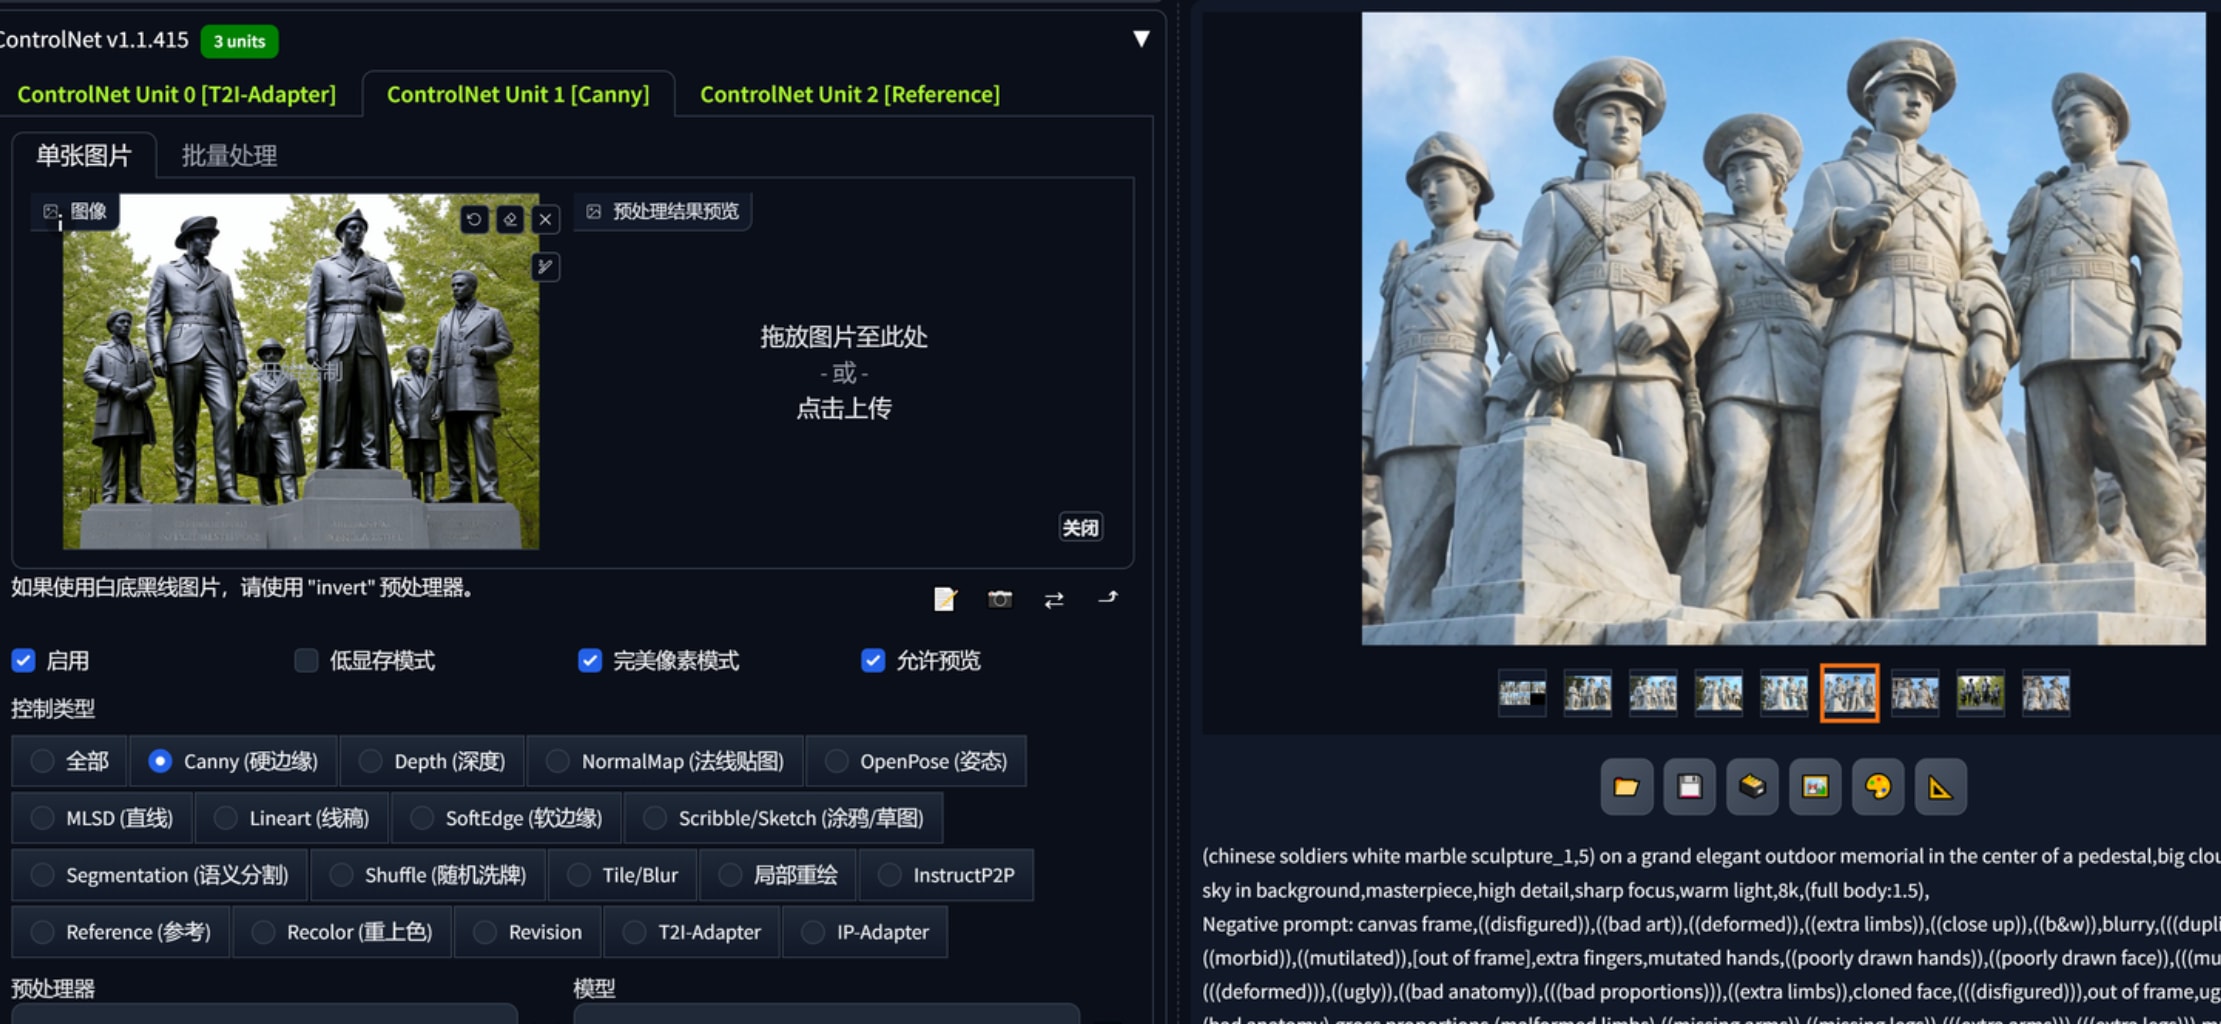 ControlNet v1.1.415
3 units
ControlNet Unit 0 [T2I-Adapter]
ControlNet Unit 1 [Canny]
ControlNet Unit 2 [Reference]
单张图片
批量处理
图像
预处理结果预览
拖放图片至此处
- 或 -
点击上传
关闭
如果使用白底黑线图片，请使用 "invert" 预处理器。
启用
低显存模式
完美像素模式
允许预览
控制类型
全部
Canny (硬边缘)
Depth (深度)
NormalMap (法线贴图)
OpenPose (姿态)
MLSD (直线)
Lineart (线稿)
SoftEdge (软边缘)
Scribble/Sketch (涂鸦/草图)
Segmentation (语义分割)
Shuffle (随机洗牌)
Tile/Blur
局部重绘
InstructP2P
Reference (参考)
Recolor (重上色)
Revision
T2I-Adapter
IP-Adapter
预处理器
模型
(chinese soldiers white marble sculpture_1,5) on a grand elegant outdoor memorial in the center of a pedestal,big clou
sky in background,masterpiece,high detail,sharp focus,warm light,8k,(full body:1.5),
Negative prompt: canvas frame,((disfigured)),((bad art)),((deformed)),((extra limbs)),((close up)),((b&w)),blurry,(((dupli
((morbid)),((mutilated)),[out of frame],extra fingers,mutated hands,((poorly drawn hands)),((poorly drawn face)),(((mu
(((deformed))),((ugly)),((bad anatomy)),(((bad proportions))),((extra limbs)),cloned face,(((disfigured))),out of frame,ug